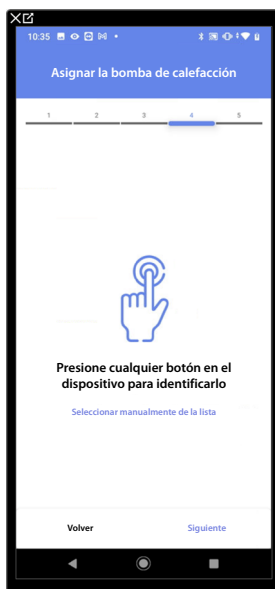 10:35
Asignar la bomba de calefacción
1 2 3 4 5
Presione cualquier botón en el
dispositivo para identificarlo
Seleccionar manualmente de la lista
Volver Siguiente